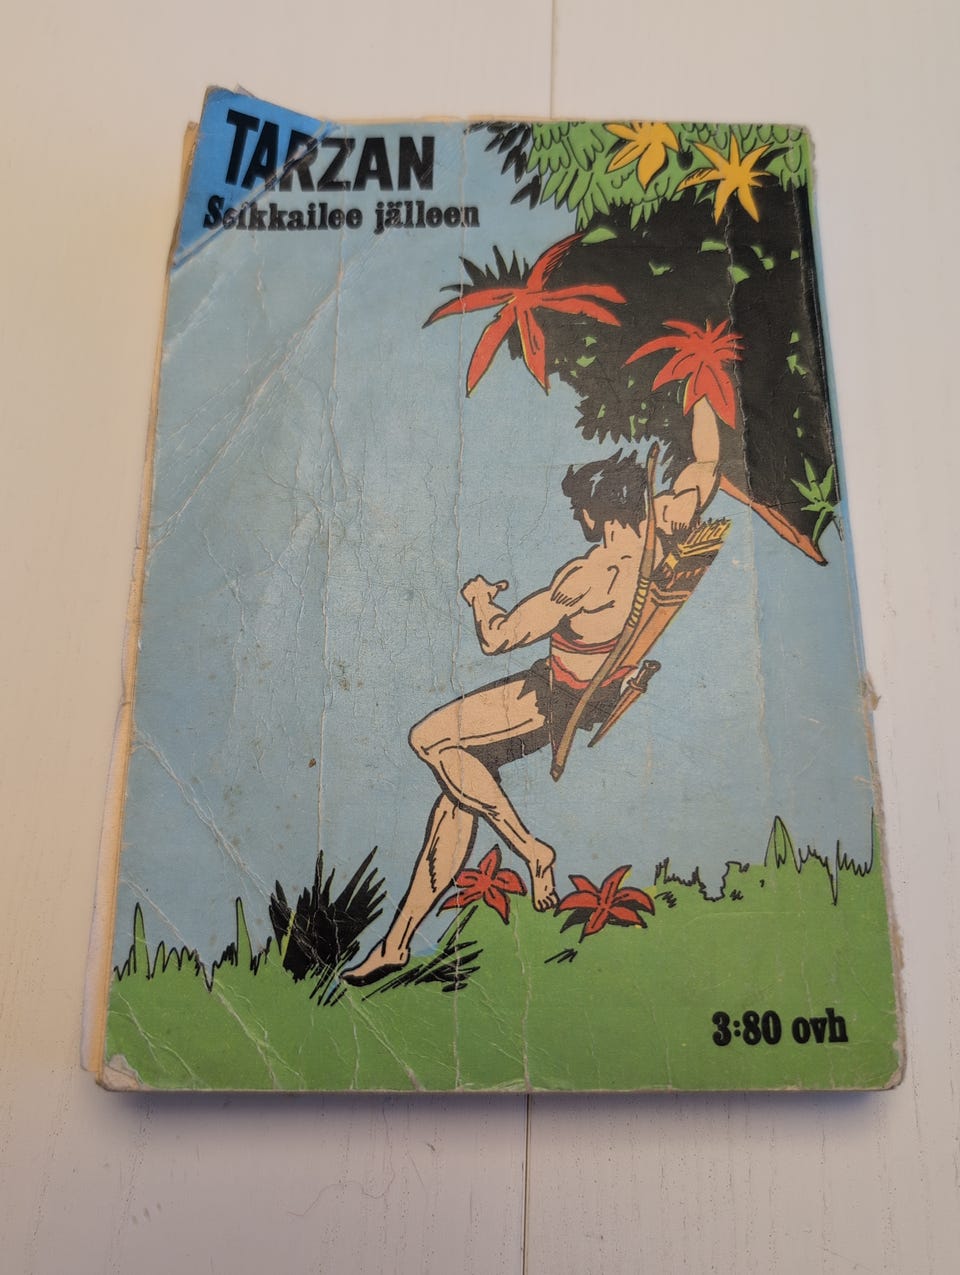 TARZAN
Seikkailee jälleen
3:80 ovh